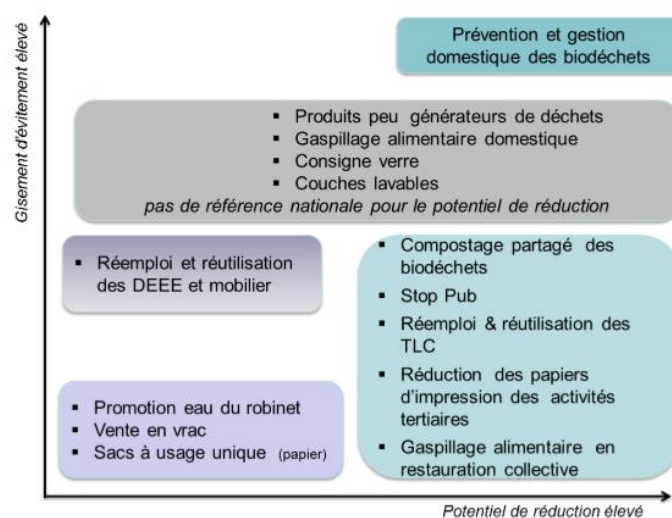 Gisement d'évitement élevé
Prévention et gestion
domestique des biodéchets
▪ Produits peu générateurs de déchets
▪ Gaspillage alimentaire domestique
▪ Consigne verre
▪ Couches lavables
pas de référence nationale pour le potentiel de réduction
▪ Réemploi et réutilisation
des DEEE et mobilier
▪ Compostage partagé des
biodéchets
▪ Stop Pub
▪ Réemploi & réutilisation des
TLC
▪ Réduction des papiers
d'impression des activités
tertiaires
▪ Gaspillage alimentaire en
restauration collective
▪ Promotion eau du robinet
▪ Vente en vrac
▪ Sacs à usage unique (papier)
Potentiel de réduction élevé